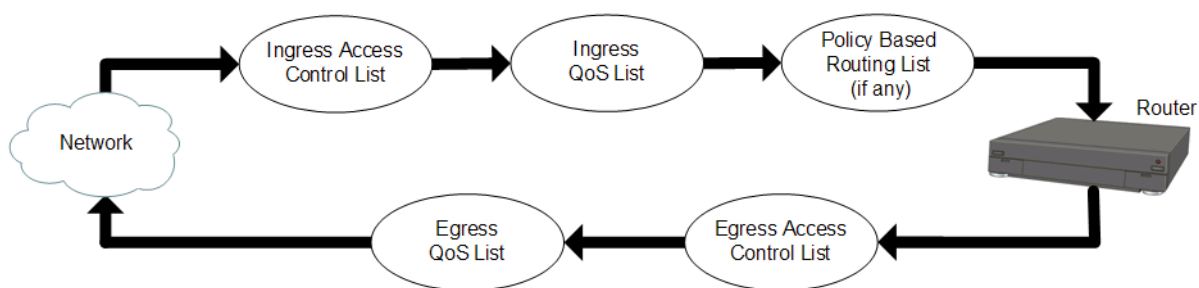 Ingress Access
Control List
Ingress
QoS List
Policy Based
Routing List
(if any)
Router
Network
Egress
QoS List
Egress Access
Control List